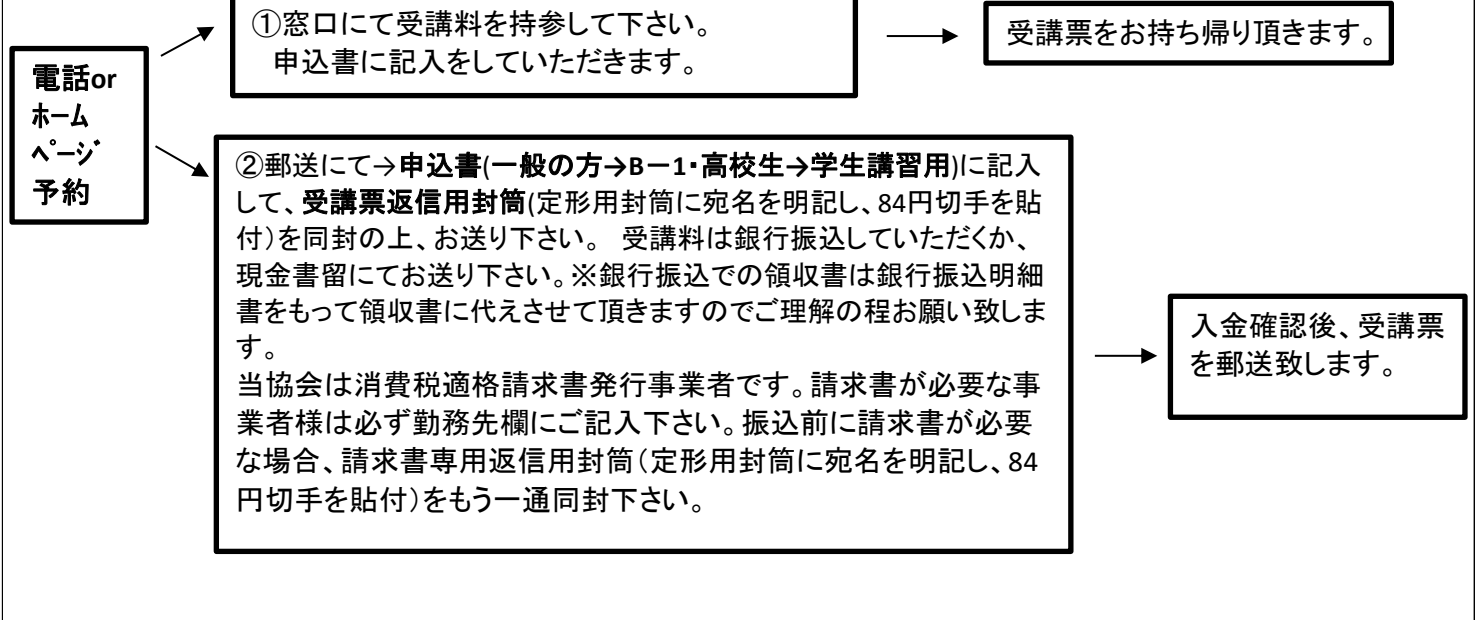 電話or
ホーム
ページ
予約
①窓口にて受講料を持参して下さい。
申込書に記入をしていただきます。
受講票をお持ち帰り頂きます。
②郵送にて→申込書(一般の方→B－1・高校生→学生講習用)に記入
して、受講票返信用封筒(定形用封筒に宛名を明記し、84円切手を貼
付)を同封の上、お送り下さい。 受講料は銀行振込していただくか、
現金書留にてお送り下さい。※銀行振込での領収書は銀行振込明細
書をもって領収書に代えさせて頂きますのでご理解の程お願い致しま
す。
当協会は消費税適格請求書発行事業者です。請求書が必要な事
業者様は必ず勤務先欄にご記入下さい。振込前に請求書が必要
な場合、請求書専用返信用封筒（定形用封筒に宛名を明記し、84
円切手を貼付）をもう一通同封下さい。
入金確認後、受講票
を郵送致します。